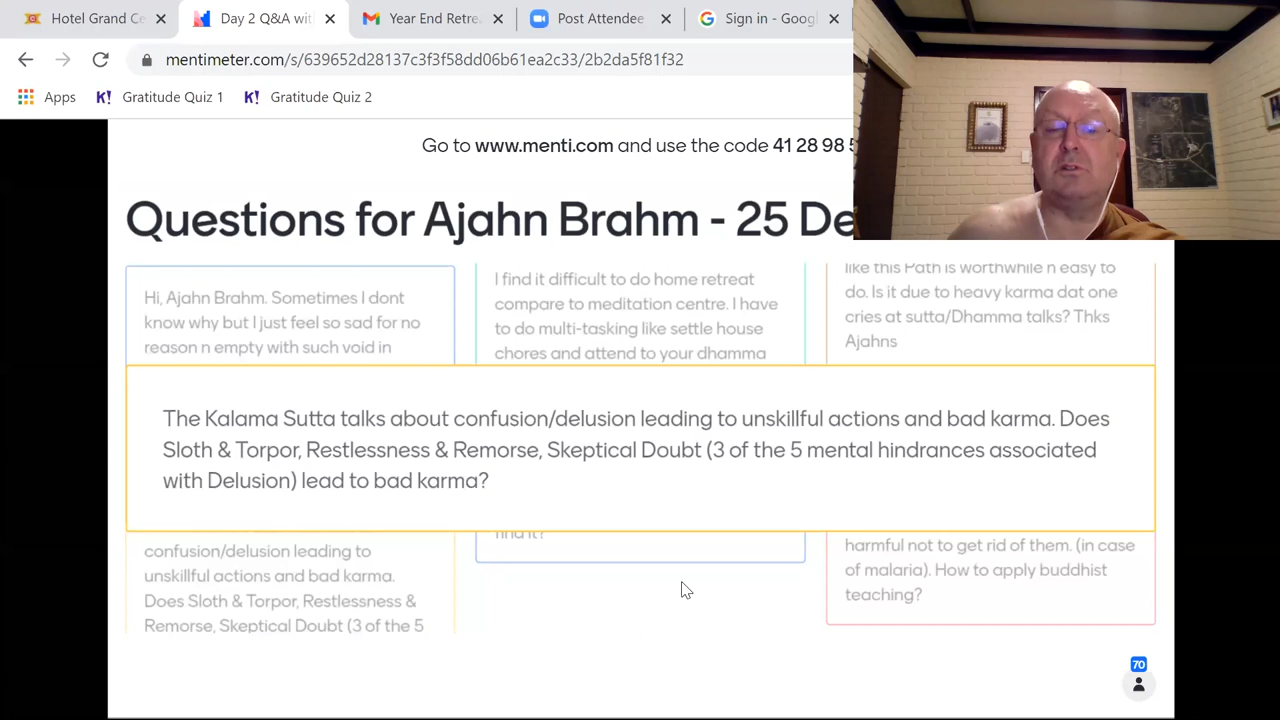 Hotel Grand Ce
Day 2 Q&A wit
Year End Retre
Post Attendee
Sign in - Googl
mentimeter.com/s/639652d28137c3f3f58dd06b61ea2c33/2b2da5f81f32
Apps
Gratitude Quiz 1
Gratitude Quiz 2
Go to www.menti.com and use the code 41 28 98 5
Questions for Ajahn Brahm - 25 De
Hi, Ajahn Brahm. Sometimes I dont
know why but I just feel so sad for no
reason n empty with such void in
I find it difficult to do home retreat
compare to meditation centre. I have
to do multi-tasking like settle house
chores and attend to your dhamma
like this Path is worthwhile n easy to
do. Is it due to heavy karma dat one
cries at sutta/Dhamma talks? Thks
Ajahns
The Kalama Sutta talks about confusion/delusion leading to unskillful actions and bad karma. Does
Sloth & Torpor, Restlessness & Remorse, Skeptical Doubt (3 of the 5 mental hindrances associated
with Delusion) lead to bad karma?
confusion/delusion leading to
unskillful actions and bad karma.
Does Sloth & Torpor, Restlessness &
Remorse, Skeptical Doubt (3 of the 5
find it?
harmful not to get rid of them. (in case
of malaria). How to apply buddhist
teaching?
70